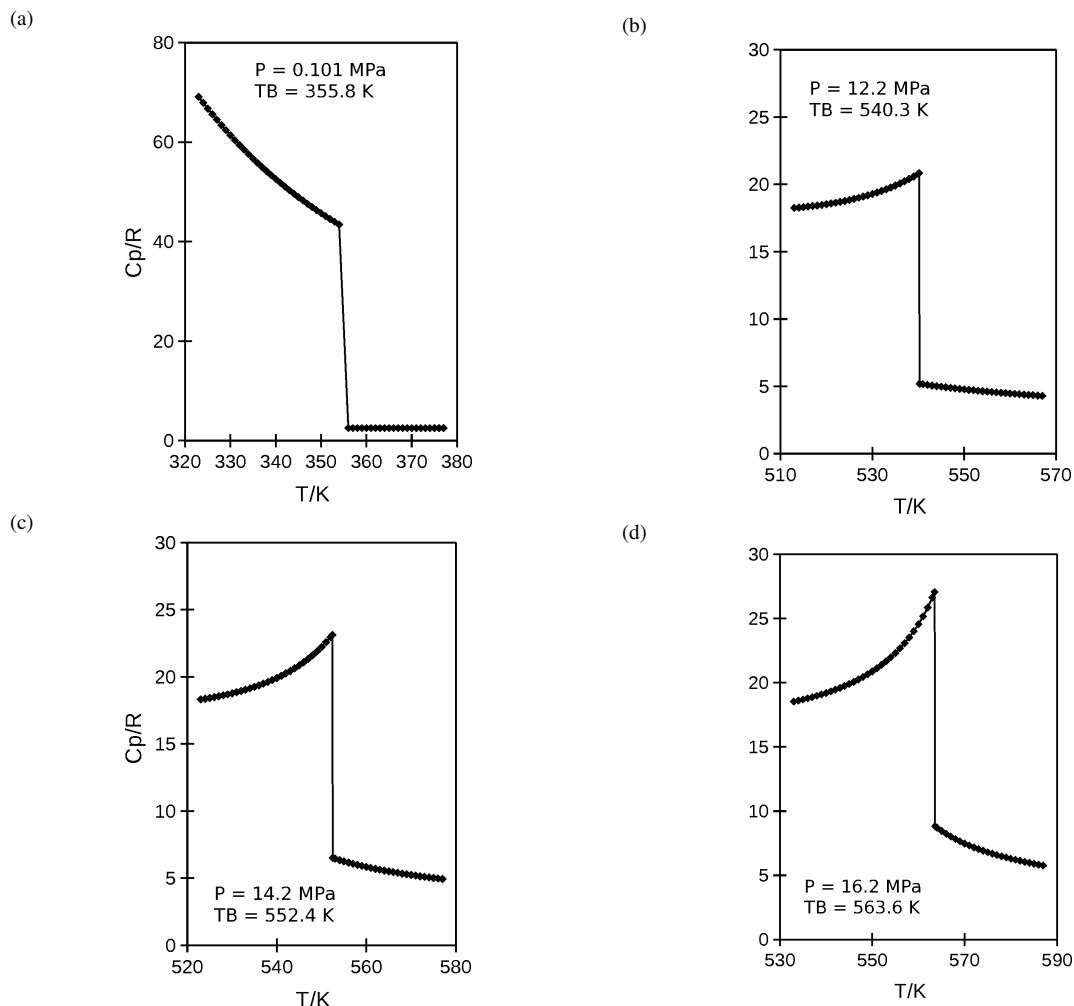 (a)
80
60
40
20
0
Cp/R
P = 0.101 MPa
TB = 355.8 K
320 330 340 350 360 370 380
T/K
(b)
30
25
20
15
10
5
0
P = 12.2 MPa
TB = 540.3 K
510 530 550 570
T/K
(c)
30
25
20
15
10
5
0
Cp/R
P = 14.2 MPa
TB = 552.4 K
520 540 560 580
T/K
(d)
30
25
20
15
10
5
0
P = 16.2 MPa
TB = 563.6 K
530 550 570 590
T/K